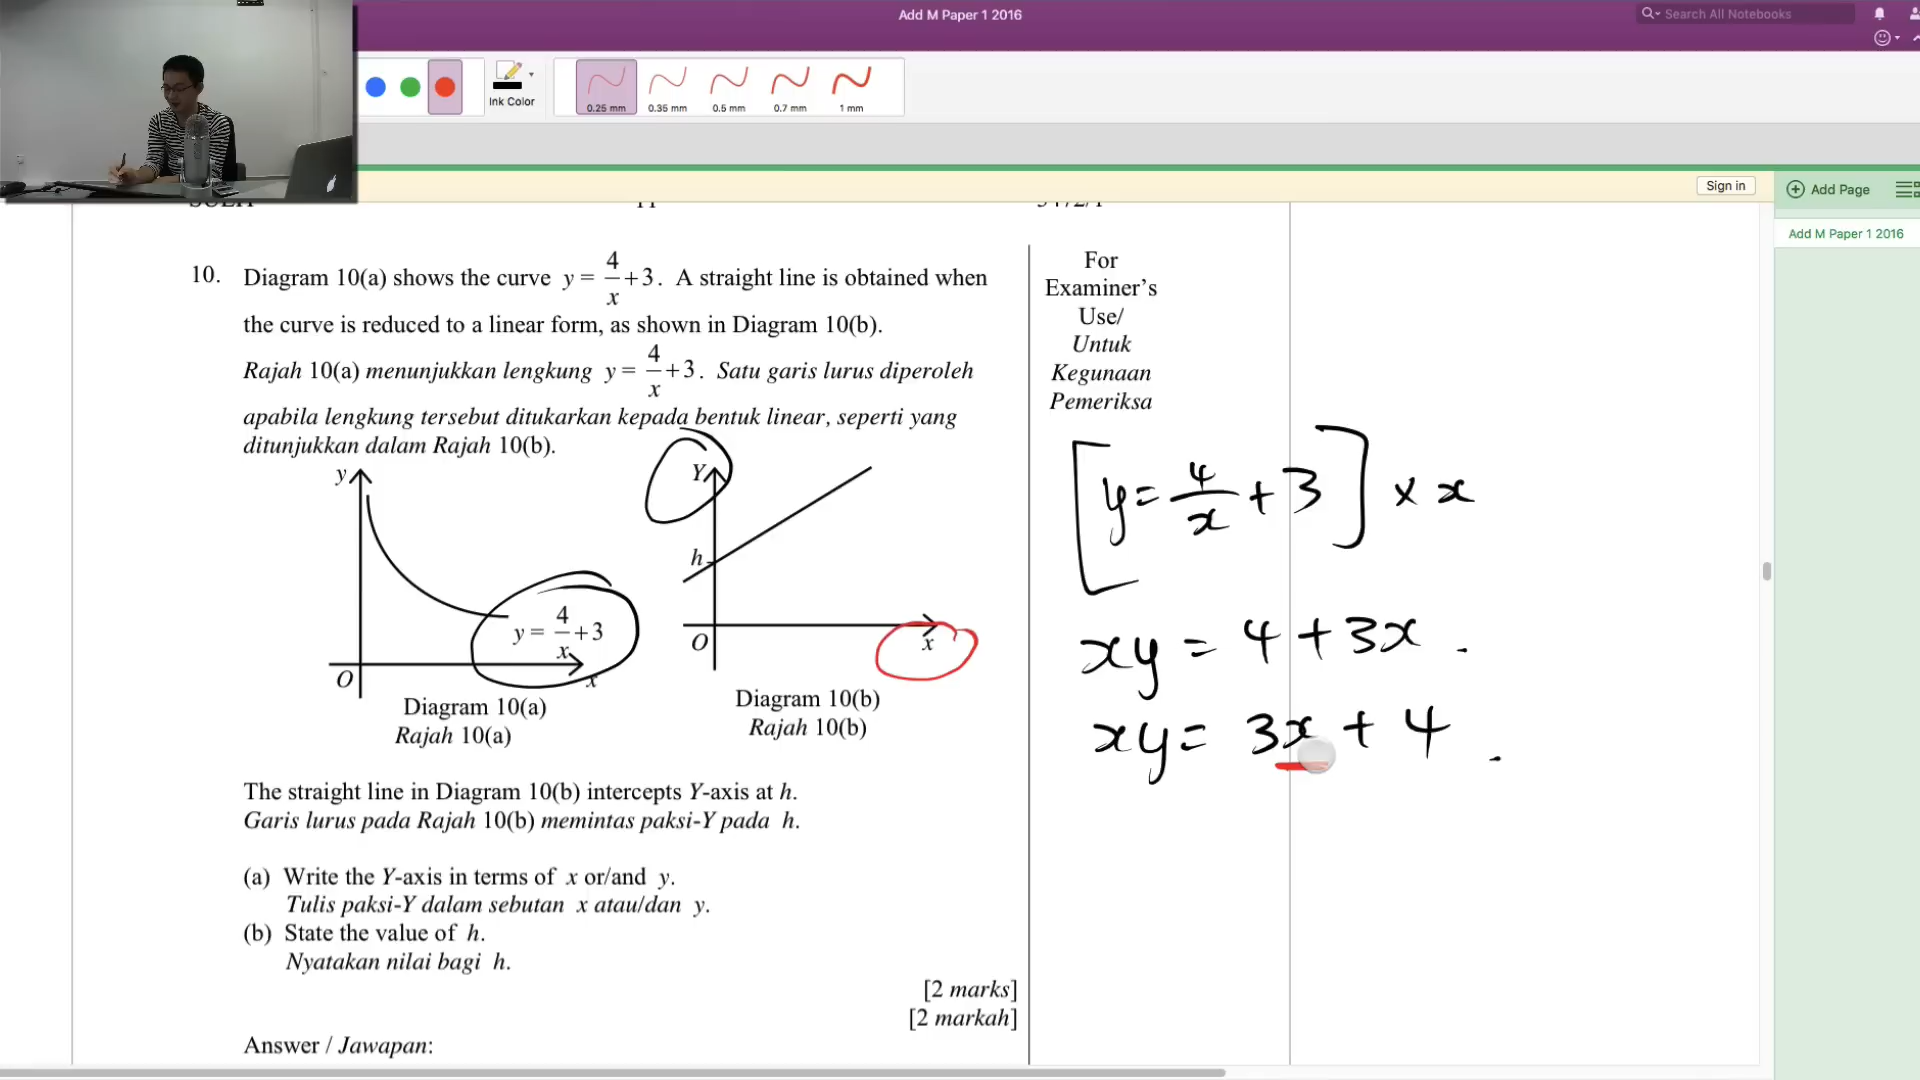 Add M Paper 1 2016
Search All Notebooks
Ink Color
0.25 mm
0.35 mm
0.5 mm
0.7 mm
1 mm
Sign in
Add Page
Add M Paper 1 2016
10. Diagram 10(a) shows the curve y = 4/x + 3. A straight line is obtained when
the curve is reduced to a linear form, as shown in Diagram 10(b).
Rajah 10(a) menunjukkan lengkung y = 4/x + 3. Satu garis lurus diperoleh
apabila lengkung tersebut ditukarkan kepada bentuk linear, seperti yang
ditunjukkan dalam Rajah 10(b).
For
Examiner's
Use/
Untuk
Kegunaan
Pemeriksa
y
y = 4/x + 3
O
x
Diagram 10(a)
Rajah 10(a)
Y
h
O
x
Diagram 10(b)
Rajah 10(b)
[y = 4/x + 3] × x
xy = 4 + 3x .
xy = 3x + 4 .
The straight line in Diagram 10(b) intercepts Y-axis at h.
Garis lurus pada Rajah 10(b) memintas paksi-Y pada h.
(a) Write the Y-axis in terms of x or/and y.
Tulis paksi-Y dalam sebutan x atau/dan y.
(b) State the value of h.
Nyatakan nilai bagi h.
[2 marks]
[2 markah]
Answer / Jawapan: